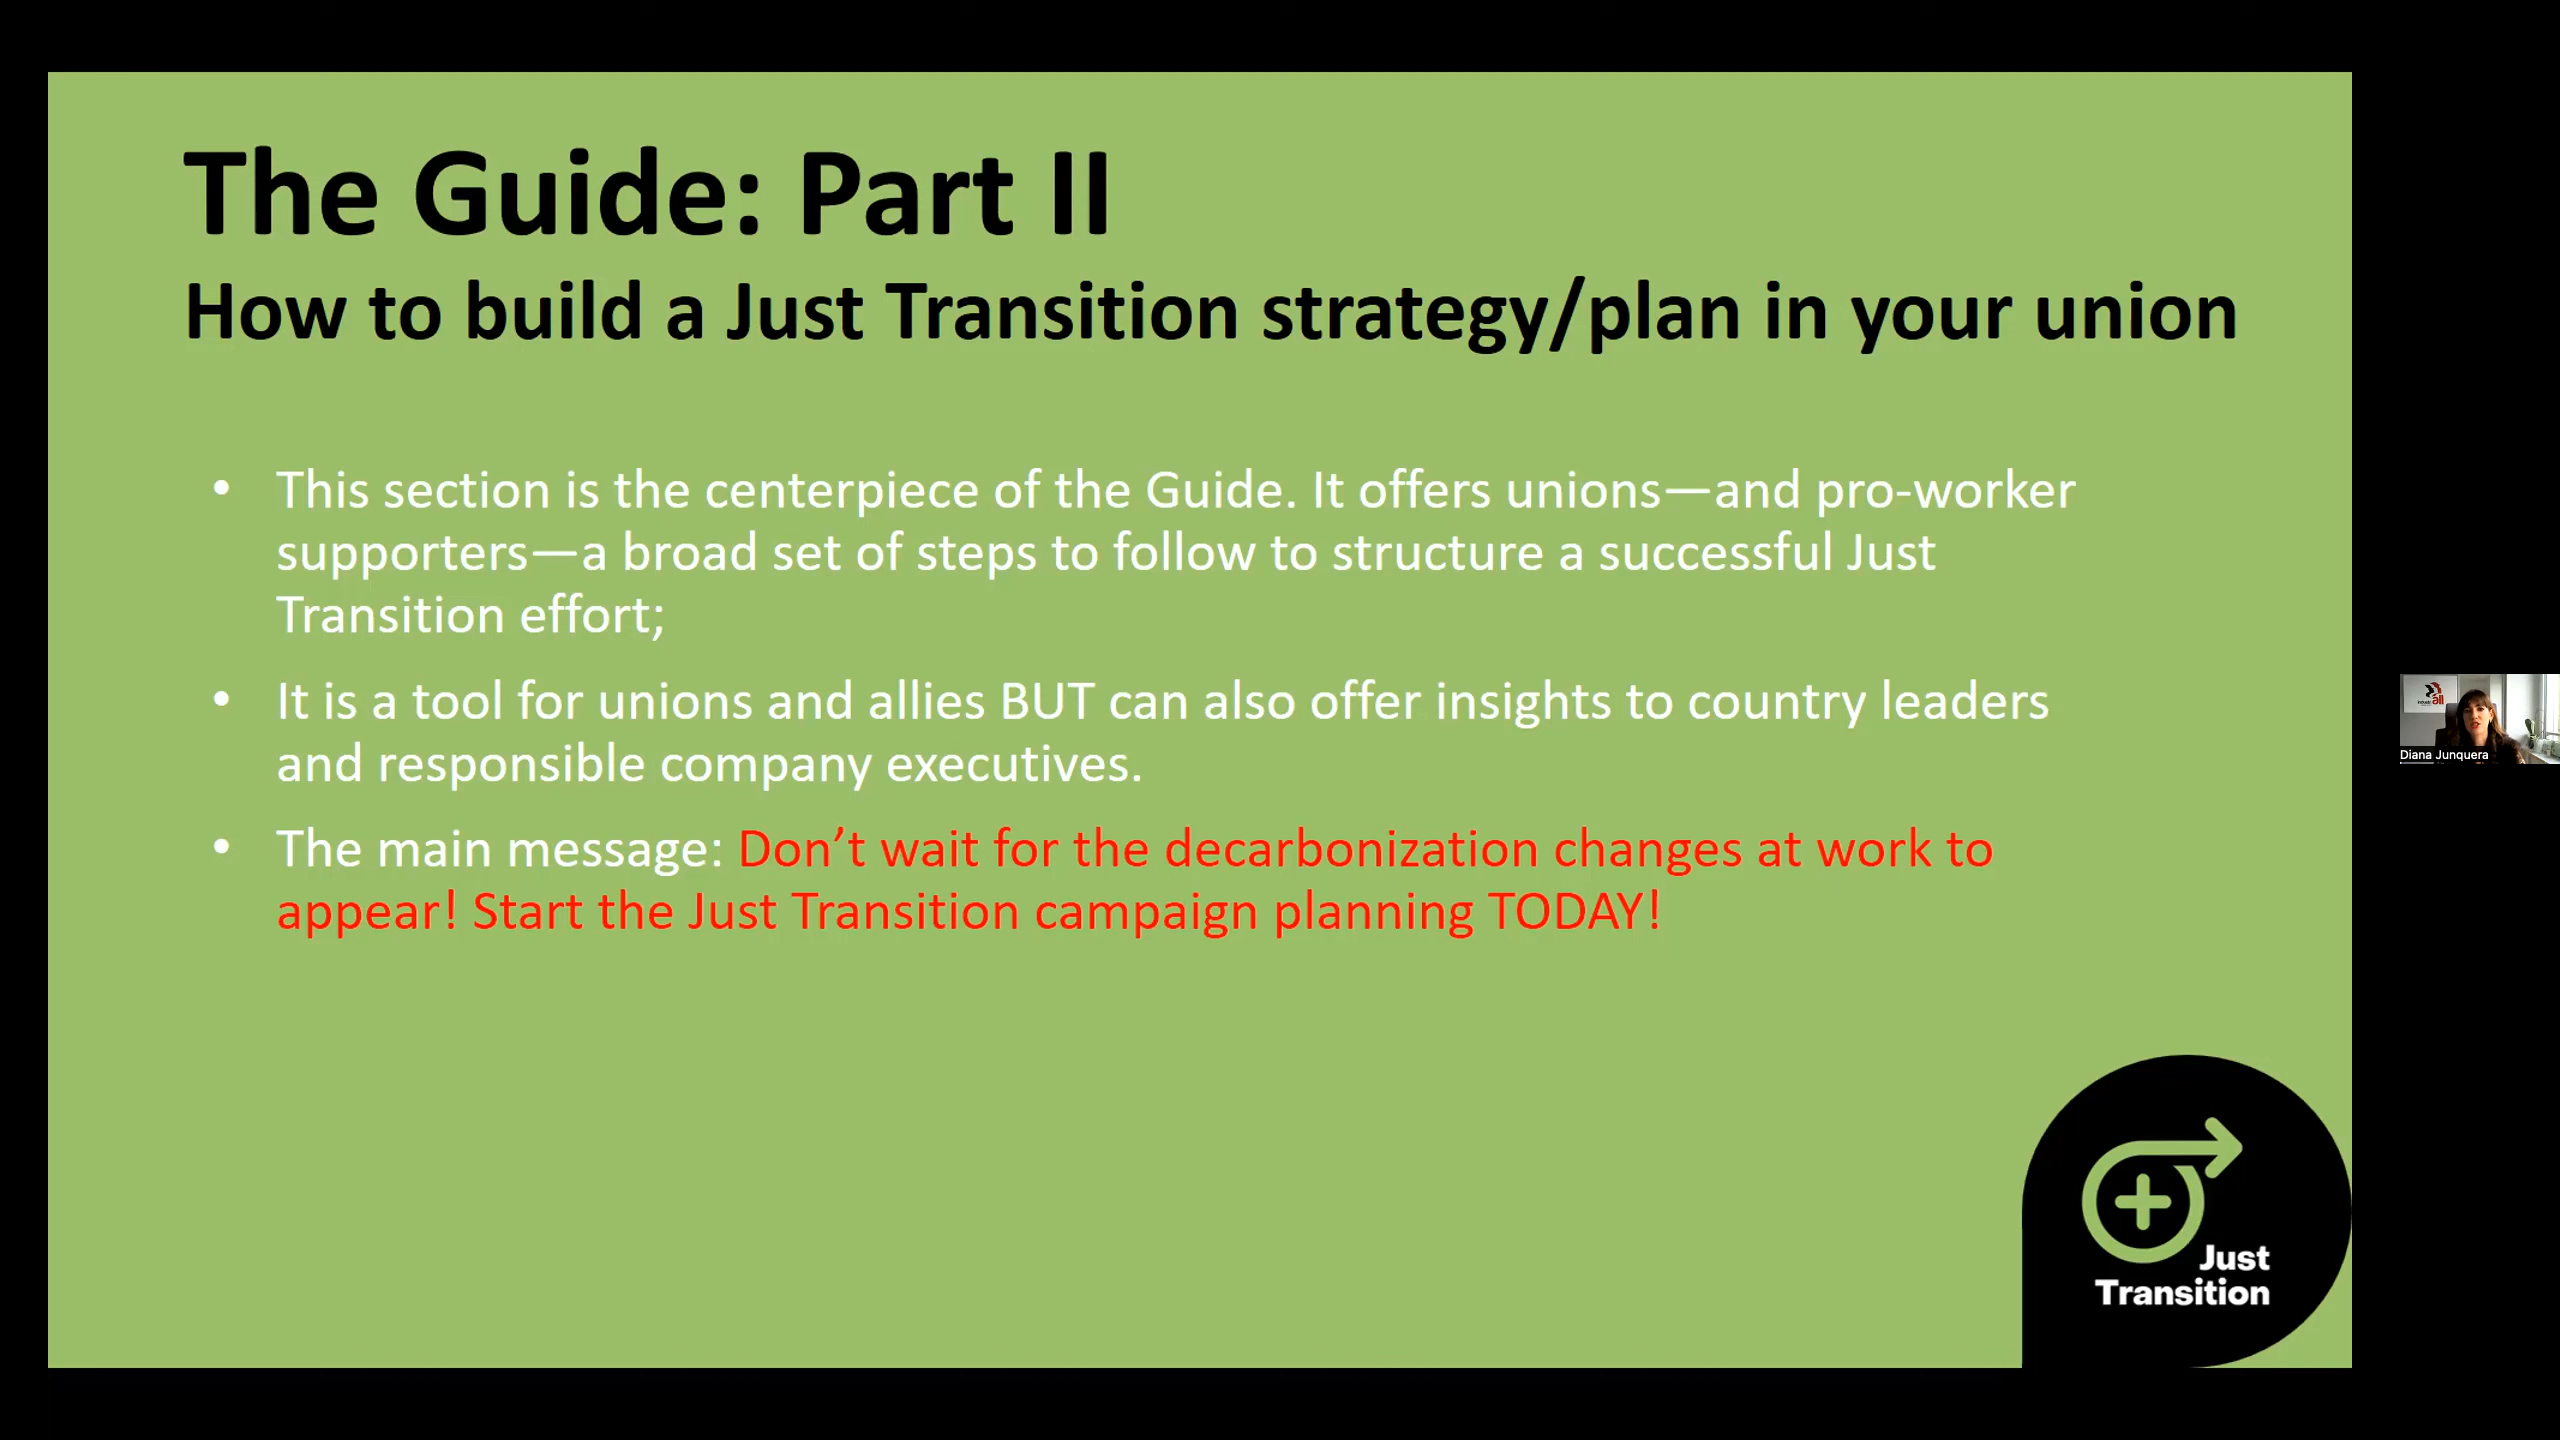 The Guide: Part II
How to build a Just Transition strategy/plan in your union
• This section is the centerpiece of the Guide. It offers unions—and pro-worker
supporters—a broad set of steps to follow to structure a successful Just
Transition effort;
• It is a tool for unions and allies BUT can also offer insights to country leaders
and responsible company executives.
• The main message: Don’t wait for the decarbonization changes at work to
appear! Start the Just Transition campaign planning TODAY!
all
Diana Junquera
Just
Transition